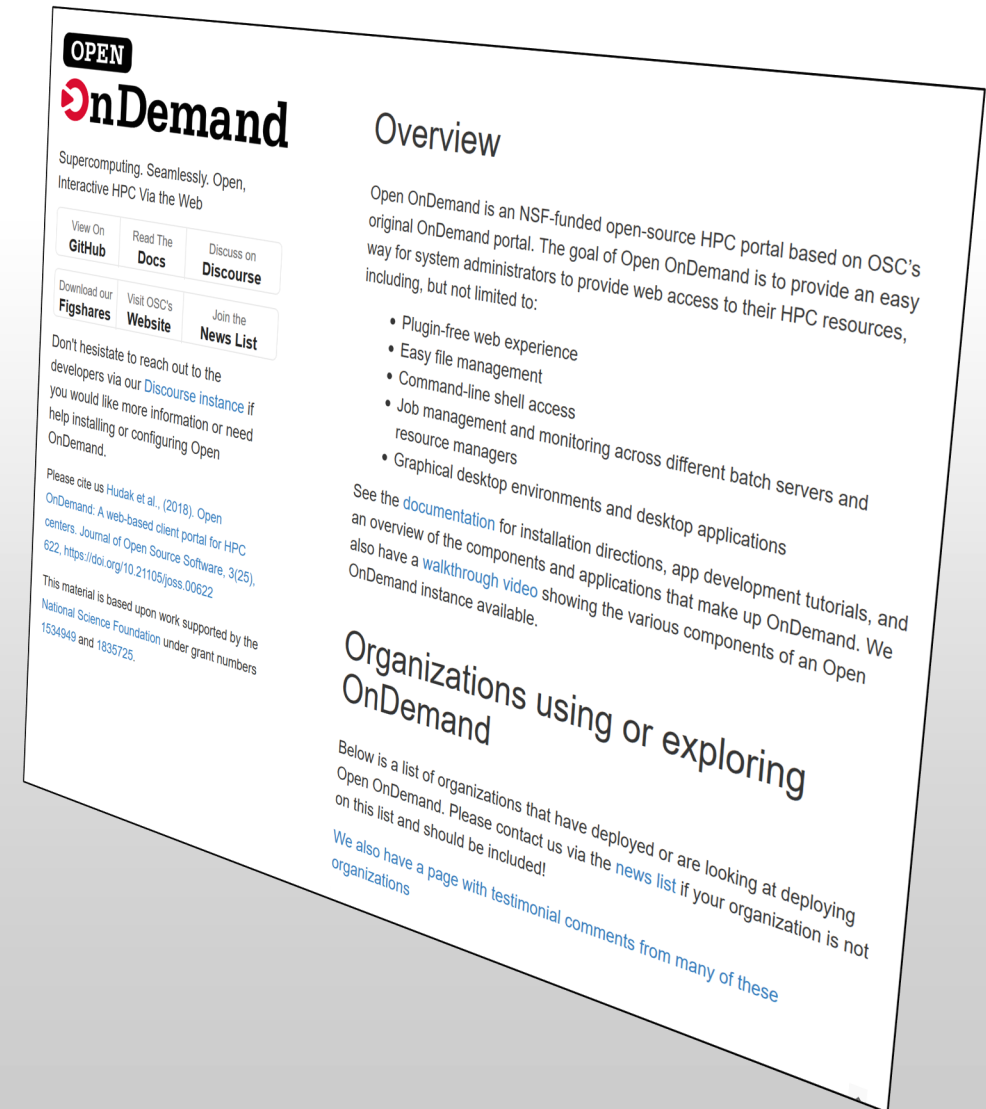 OPEN
OnDemand
Supercomputing. Seamlessly. Open,
Interactive HPC Via the Web
View On
GitHub
Read The
Docs
Discuss on
Discourse
Download our
Figshares
Visit OSC's
Website
Join the
News List
Don't hesistate to reach out to the
developers via our Discourse instance if
you would like more information or need
help installing or configuring Open
OnDemand.
Please cite us Hudak et al., (2018). Open
OnDemand: A web-based client portal for HPC
centers. Journal of Open Source Software, 3(25),
622, https://doi.org/10.21105/joss.00622
This material is based upon work supported by the
National Science Foundation under grant numbers
1534949 and 1835725.
Overview
Open OnDemand is an NSF-funded open-source HPC portal based on OSC's
original OnDemand portal. The goal of Open OnDemand is to provide an easy
way for system administrators to provide web access to their HPC resources,
including, but not limited to:
• Plugin-free web experience
• Easy file management
• Command-line shell access
• Job management and monitoring across different batch servers and
resource managers
• Graphical desktop environments and desktop applications
See the documentation for installation directions, app development tutorials, and
an overview of the components and applications that make up OnDemand. We
also have a walkthrough video showing the various components of an Open
OnDemand instance available.
Organizations using or exploring
OnDemand
Below is a list of organizations that have deployed or are looking at deploying
Open OnDemand. Please contact us via the news list if your organization is not
on this list and should be included!
We also have a page with testimonial comments from many of these
organizations